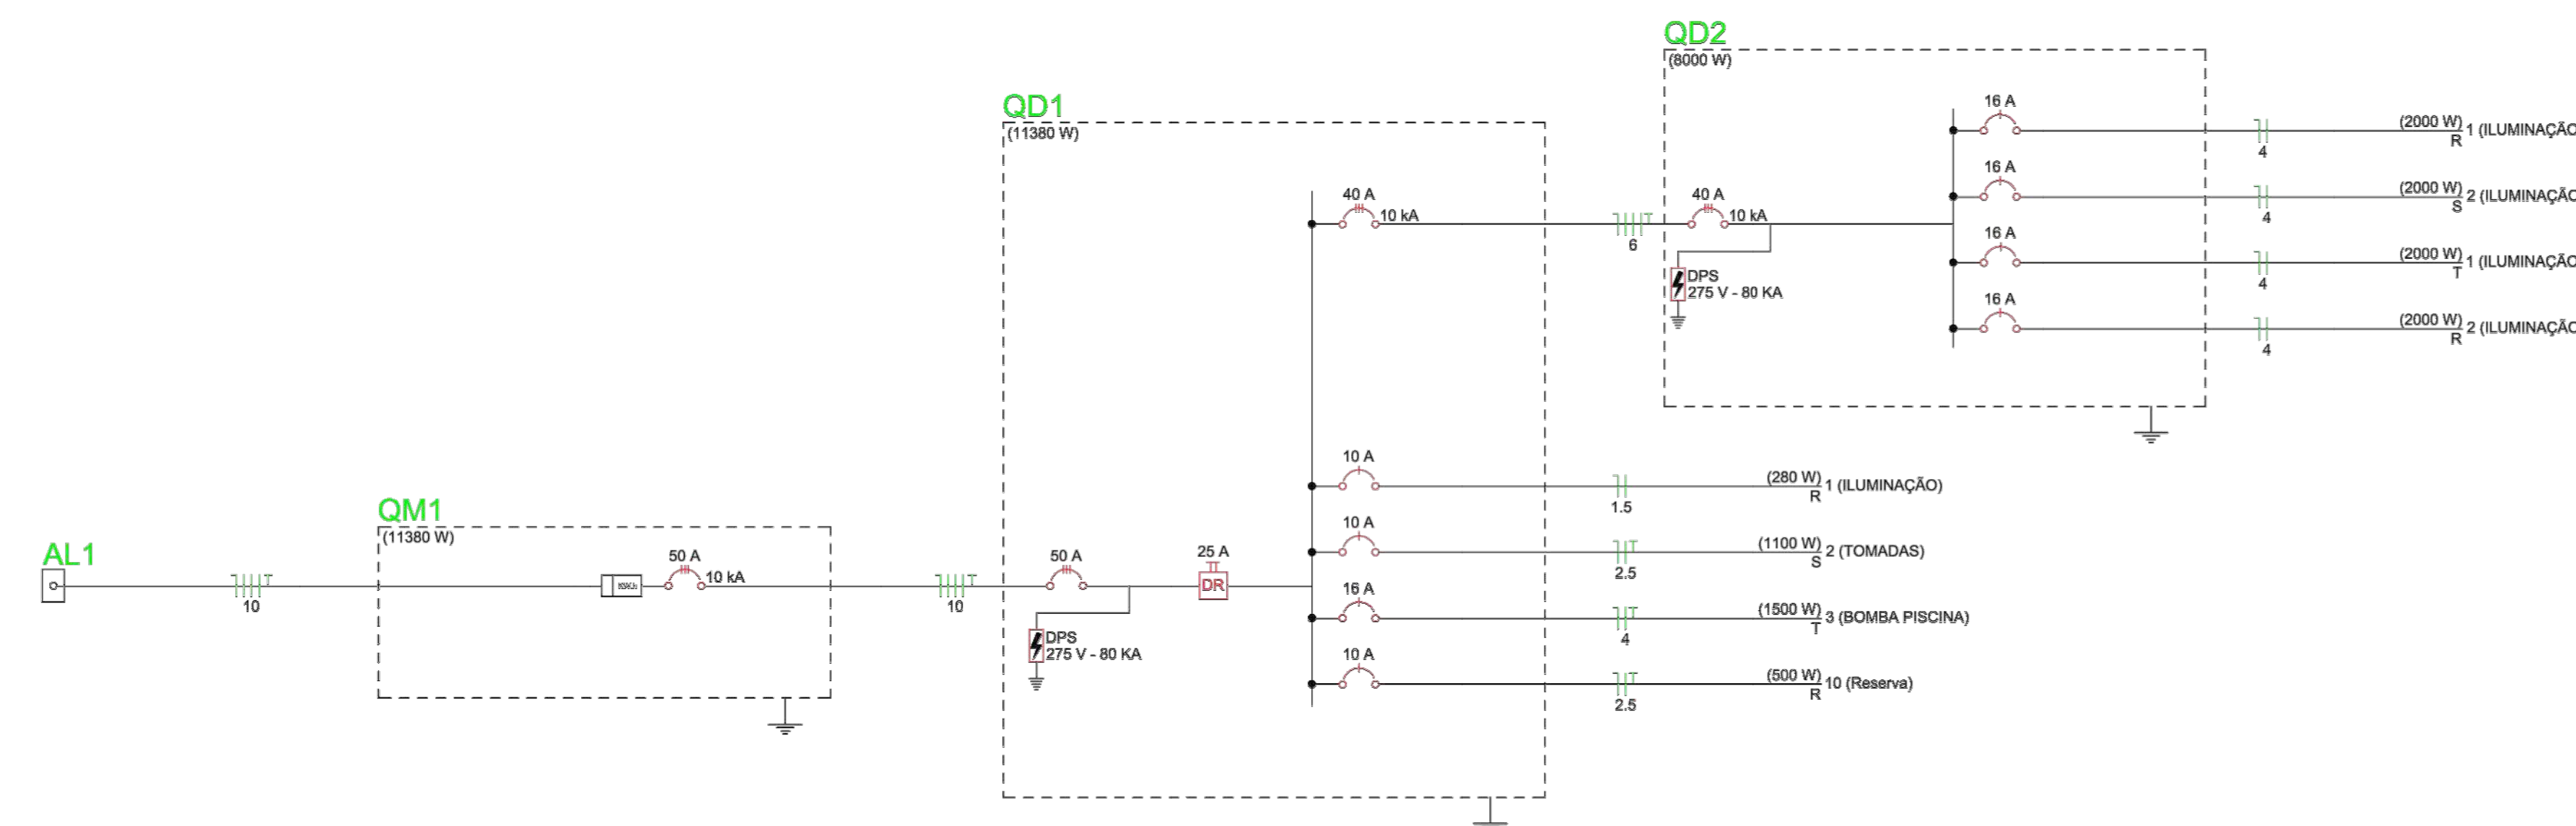 AL1
10
QM1
(11380 W)
50 A
10 kA
10
QD1
(11380 W)
50 A
DPS
275 V - 80 KA
25 A
DR
40 A
10 kA
6
10 A
1.5
(280 W)
R
1 (ILUMINAÇÃO)
10 A
2.5
(1100 W)
S
2 (TOMADAS)
16 A
4
(1500 W)
T
3 (BOMBA PISCINA)
10 A
2.5
(500 W)
R
10 (Reserva)
QD2
(8000 W)
40 A
10 kA
DPS
275 V - 80 KA
16 A
4
(2000 W)
R
1 (ILUMINAÇÃO
16 A
4
(2000 W)
S
2 (ILUMINAÇÃO
16 A
4
(2000 W)
T
1 (ILUMINAÇÃO
16 A
4
(2000 W)
R
2 (ILUMINAÇÃO